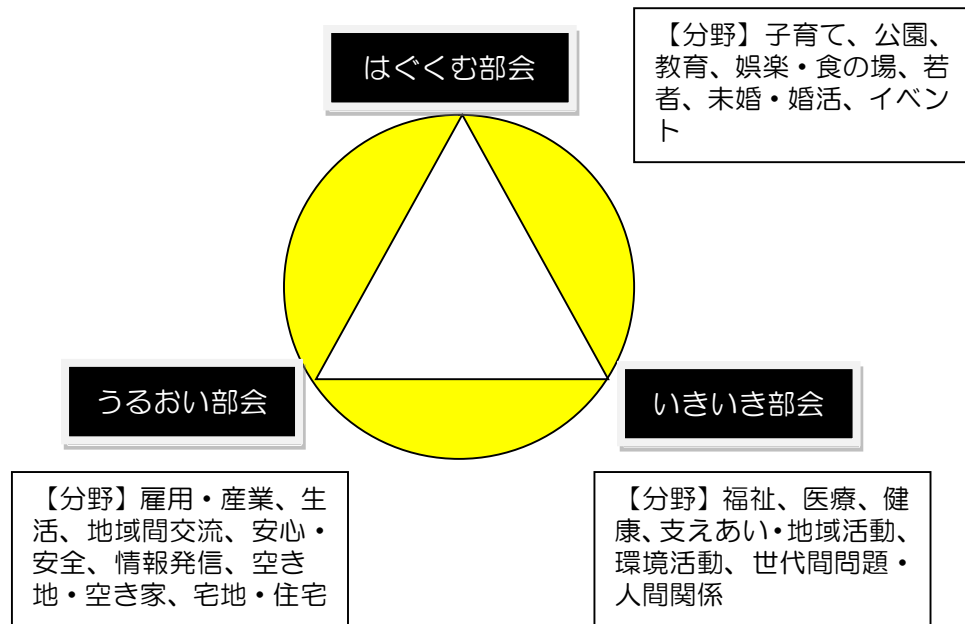 はぐくむ部会
【分野】子育て、公園、
教育、娯楽・食の場、若
者、未婚・婚活、イベン
ト
うるおい部会
【分野】雇用・産業、生
活、地域間交流、安心・
安全、情報発信、空き
地・空き家、宅地・住宅
いきいき部会
【分野】福祉、医療、健
康、支えあい・地域活動、
環境活動、世代間問題・
人間関係